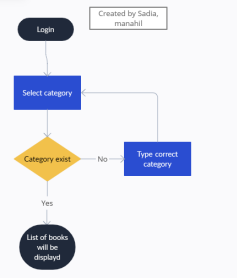 Created by Sadia,
manahil
Login
Select category
Category exist
No
Type correct
category
Yes
List of books
will be
displayd